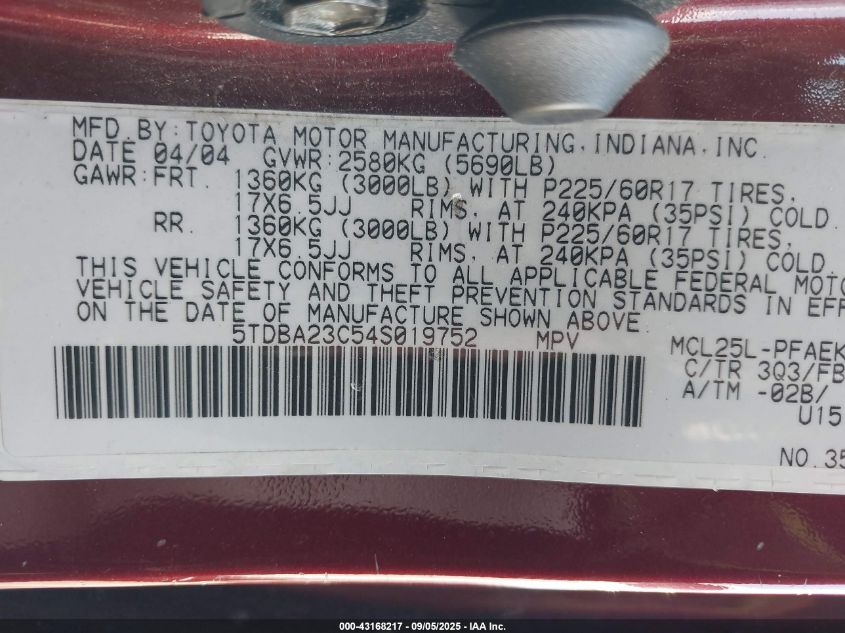 MFD.BY:TOYOTA MOTOR MANUFACTURING,INDIANA,INC.
DATE 04/04 GVWR:2580KG (5690LB)
GAWR:FRT. 1360KG (3000LB) WITH P225/60R17 TIRES,
17X6.5JJ RIMS, AT 240KPA (35PSI) COLD.
RR. 1360KG (3000LB) WITH P225/60R17 TIRES,
17X6.5JJ RIMS, AT 240KPA (35PSI) COLD.
THIS VEHICLE CONFORMS TO ALL APPLICABLE FEDERAL MOTO
VEHICLE SAFETY AND THEFT PREVENTION STANDARDS IN EFF
ON THE DATE OF MANUFACTURE SHOWN ABOVE
5TDBA23C54S019752 MPV
MCL25L-PFAEK
C/TR 3Q3/FB
A/TM -02B/
U15
NO.35
000-43168217 - 09/05/2025 - IAA Inc.